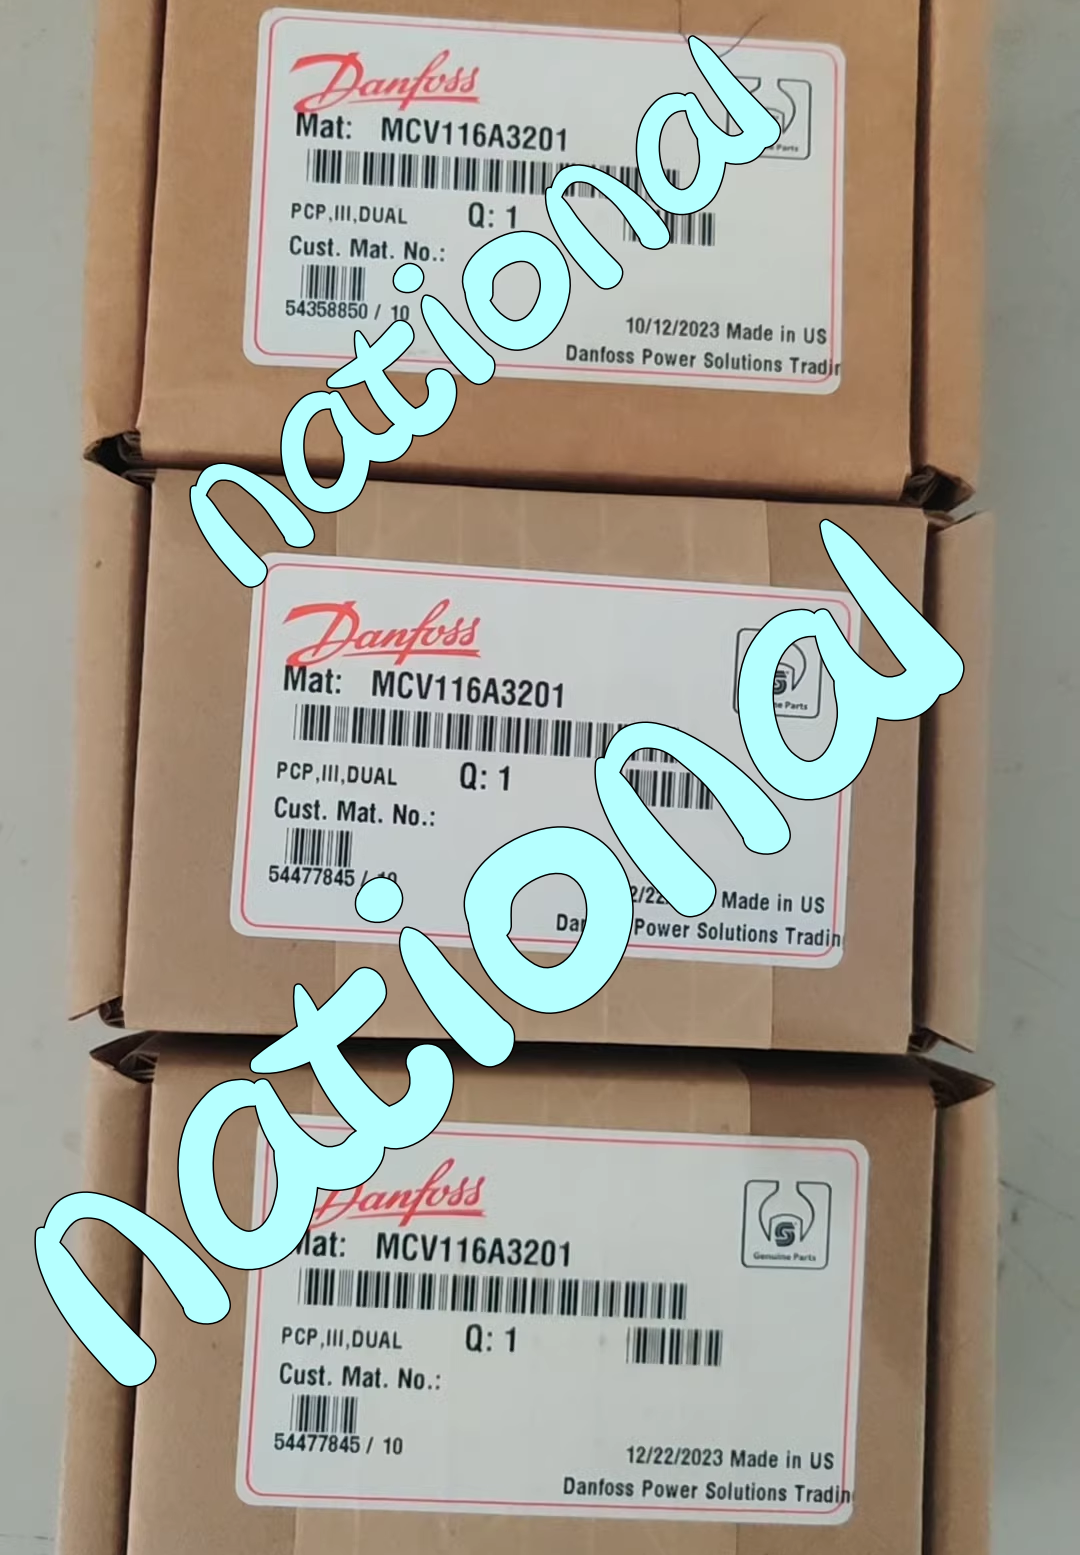 Danfoss
Mat: MCV116A3201
PCP,III,DUAL Q: 1
Cust. Mat. No.:
54358850 / 10
10/12/2023 Made in US
Danfoss Power Solutions Tradin
national
Danfoss
Mat: MCV116A3201
PCP,III,DUAL Q: 1
Cust. Mat. No.:
54477845 / 10
Made in US
Power Solutions Tradin
national
Danfoss
Mat: MCV116A3201
Genuine Parts
PCP,III,DUAL Q: 1
Cust. Mat. No.:
54477845 / 10
12/22/2023 Made in US
Danfoss Power Solutions Tradin